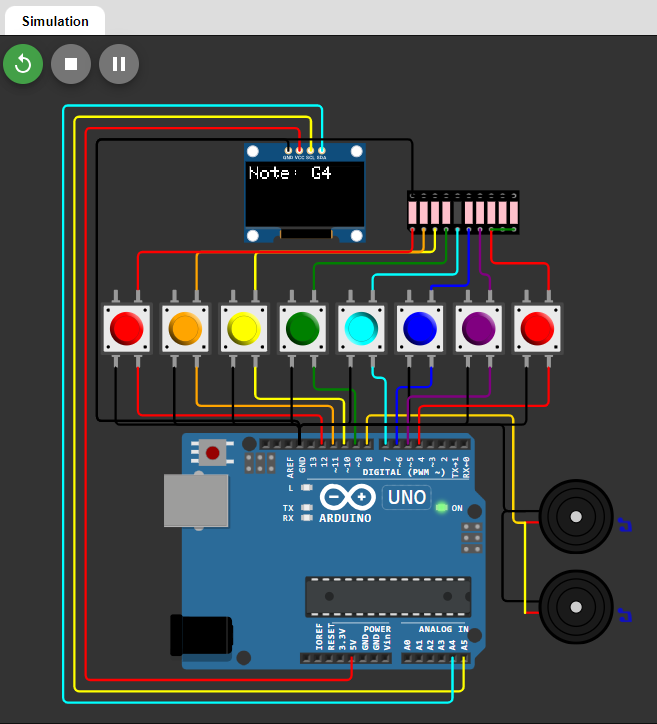 Simulation
GND VCC SCL SDA
Note: G4
AREF
GND
13
12
~11
~10
~9
8
7
~6
~5
4
~3
2
TX→1
RX←0
DIGITAL (PWM ~)
L
TX
RX
UNO
ARDUINO
ON
POWER
ANALOG IN
IOREF
RESET
3.3V
5V
GND
GND
Vin
A0
A1
A2
A3
A4
A5